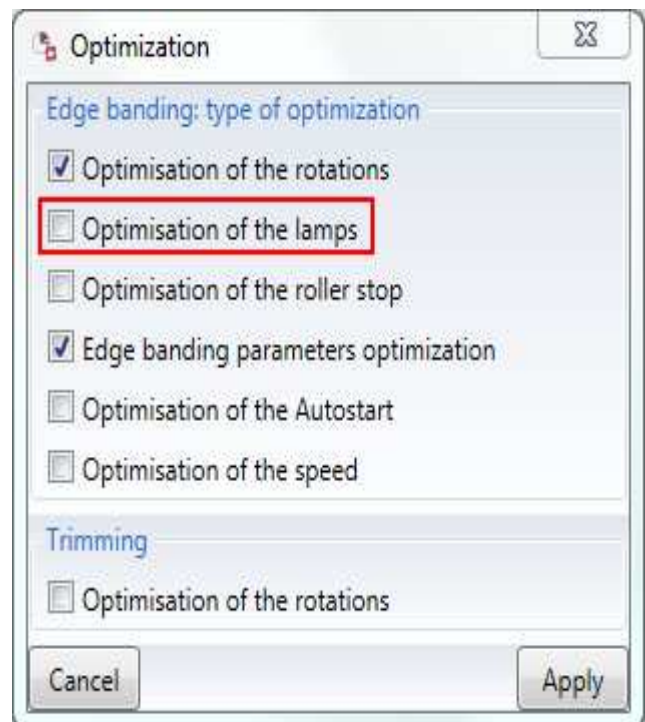 Optimization
Edge banding: type of optimization
Optimisation of the rotations
Optimisation of the lamps
Optimisation of the roller stop
Edge banding parameters optimization
Optimisation of the Autostart
Optimisation of the speed
Trimming
Optimisation of the rotations
Cancel
Apply